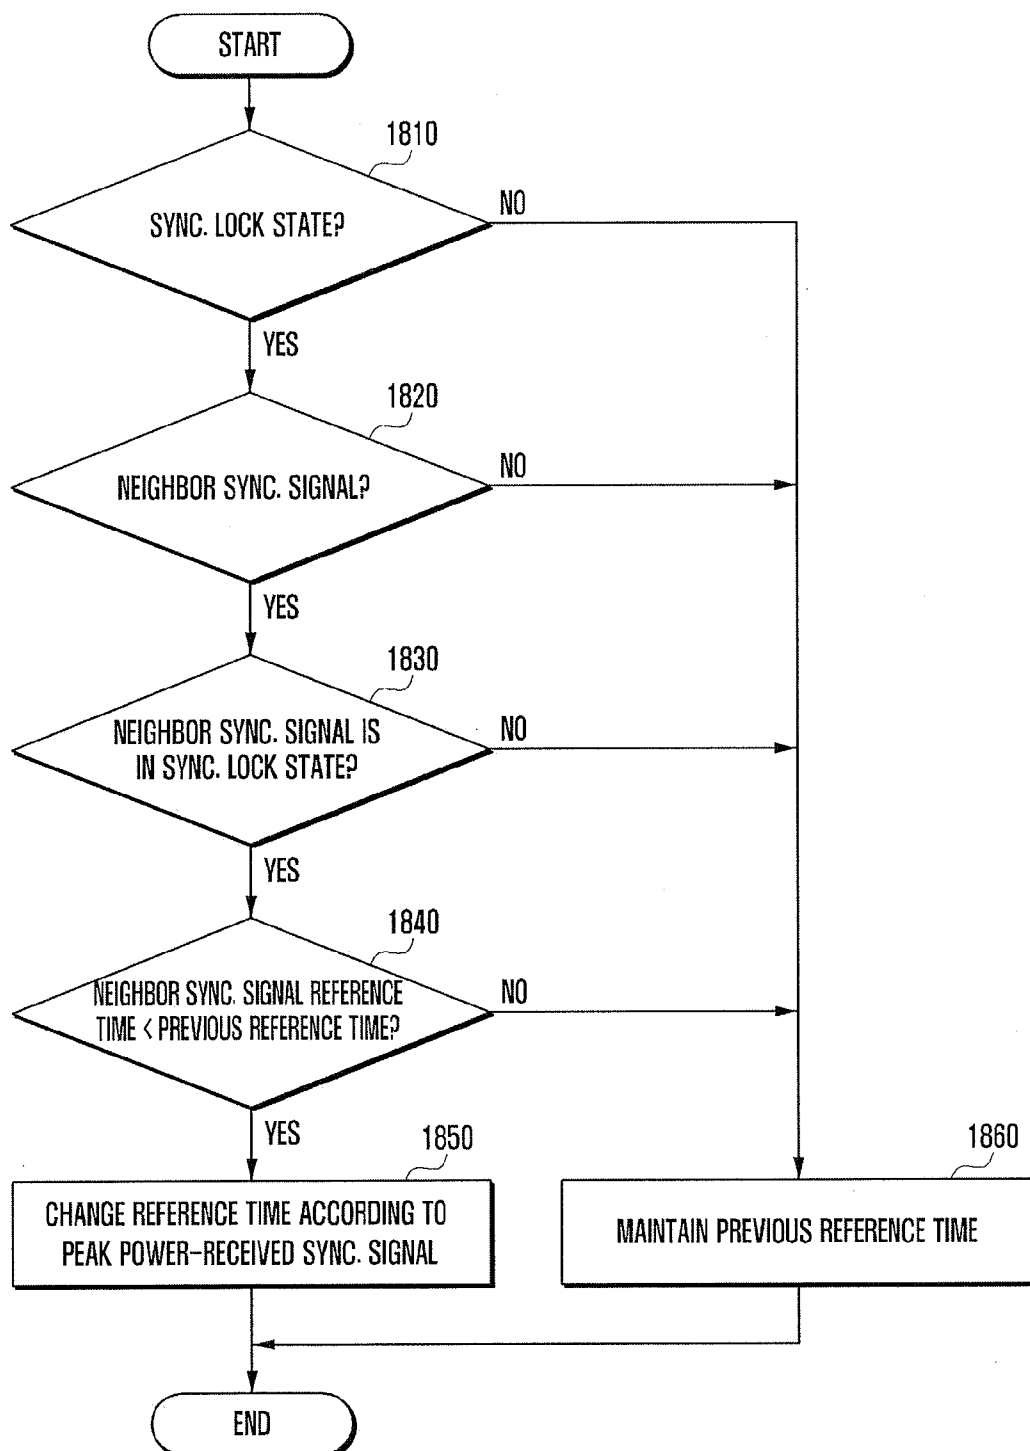 START
1810
SYNC. LOCK STATE?
NO
YES
1820
NEIGHBOR SYNC. SIGNAL?
NO
YES
1830
NEIGHBOR SYNC. SIGNAL IS
IN SYNC. LOCK STATE?
NO
YES
1840
NEIGHBOR SYNC. SIGNAL REFERENCE
TIME < PREVIOUS REFERENCE TIME?
NO
YES
1850
CHANGE REFERENCE TIME ACCORDING TO
PEAK POWER-RECEIVED SYNC. SIGNAL
1860
MAINTAIN PREVIOUS REFERENCE TIME
END